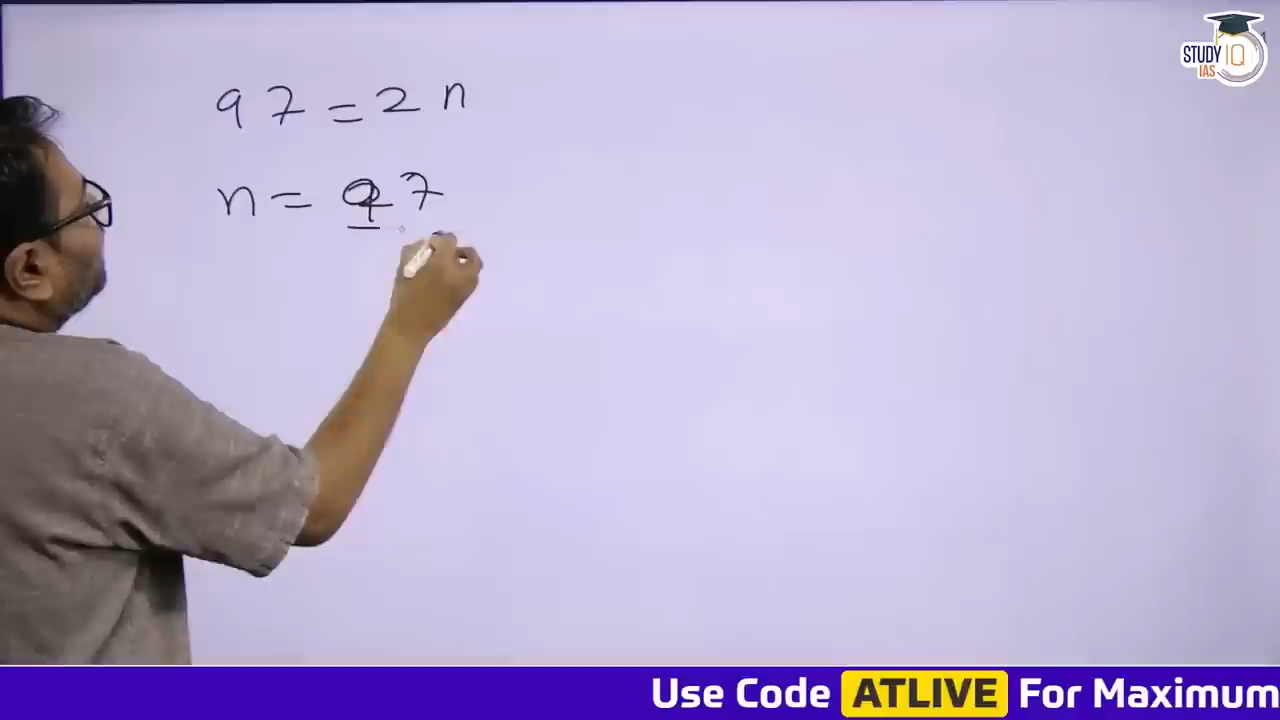 STUDY IQ
IAS
97 = 2n
n = 97
Use Code ATLIVE For Maximum